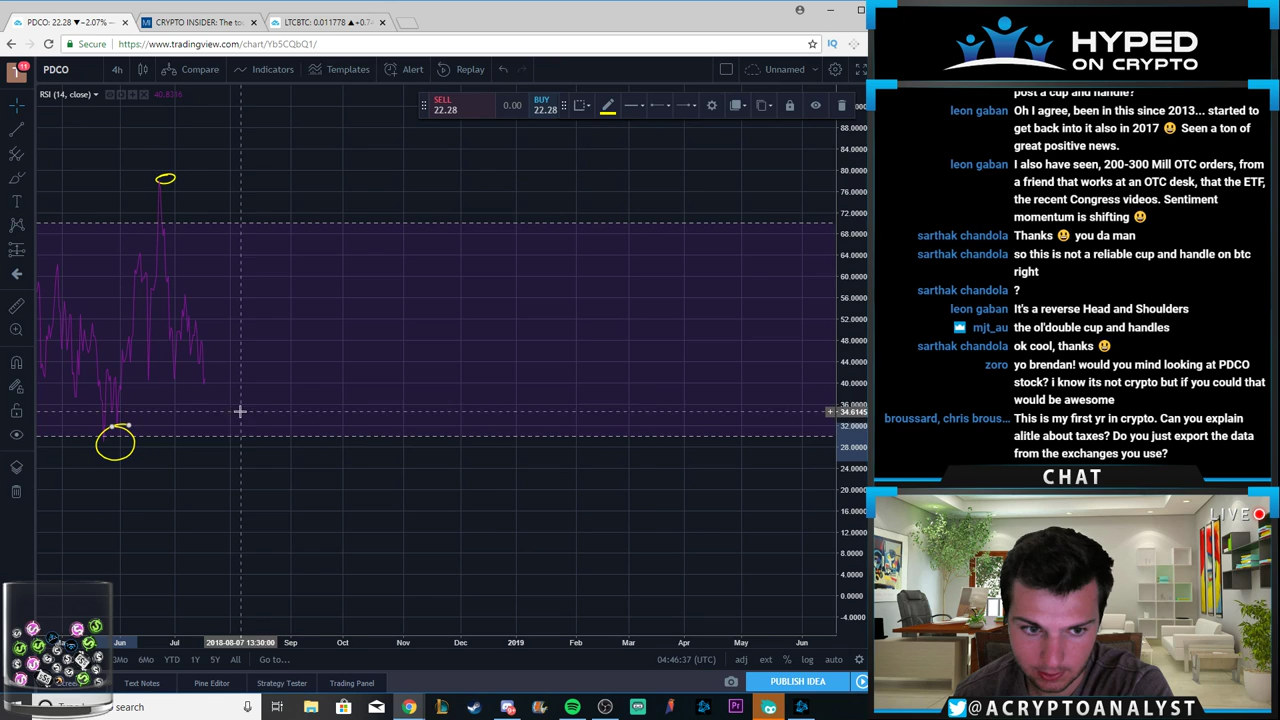 PDCO: 22.28 ▼−2.07%
CRYPTO INSIDER: The to
LTCBTC: 0.011778 ▲+0.7
Secure
https://www.tradingview.com/chart/Yb5CQbQ1/
PDCO
4h
Compare
Indicators
Templates
Alert
Replay
Unnamed
11
RSI (14, close)
40.8316
SELL
22.28
0.00
BUY
22.28
88.0000
84.0000
80.0000
76.0000
72.0000
68.0000
64.0000
60.0000
56.0000
52.0000
48.0000
44.0000
40.0000
36.0000
34.6145
32.0000
28.0000
24.0000
20.0000
16.0000
12.0000
8.0000
4.0000
0.0000
-4.0000
Jun
Jul
2018-08-07 13:30:00
Sep
Oct
Nov
Dec
2019
Feb
Mar
Apr
May
Jun
3Mo
6Mo
YTD
1Y
5Y
All
Go to...
04:46:37 (UTC)
adj
ext
%
log
auto
Text Notes
Pine Editor
Strategy Tester
Trading Panel
PUBLISH IDEA
search
HYPED
ON CRYPTO
post a cup and handle?
leon gaban Oh I agree, been in this since 2013... started to
get back into it also in 2017 😃 Seen a ton of
great positive news.
leon gaban I also have seen, 200-300 Mill OTC orders, from
a friend that works at an OTC desk, that the ETF,
the recent Congress videos. Sentiment
momentum is shifting 😃
sarthak chandola Thanks 😃 you da man
sarthak chandola so this is not a reliable cup and handle on btc
right
sarthak chandola ?
leon gaban It's a reverse Head and Shoulders
mjt_au the ol'double cup and handles
sarthak chandola ok cool, thanks 😃
zoro yo brendan! would you mind looking at PDCO
stock? i know its not crypto but if you could that
would be awesome
broussard, chris brous... This is my first yr in crypto. Can you explain
alitle about taxes? Do you just export the data
from the exchanges you use?
CHAT
LIVE
@ACRYPTOANALYST